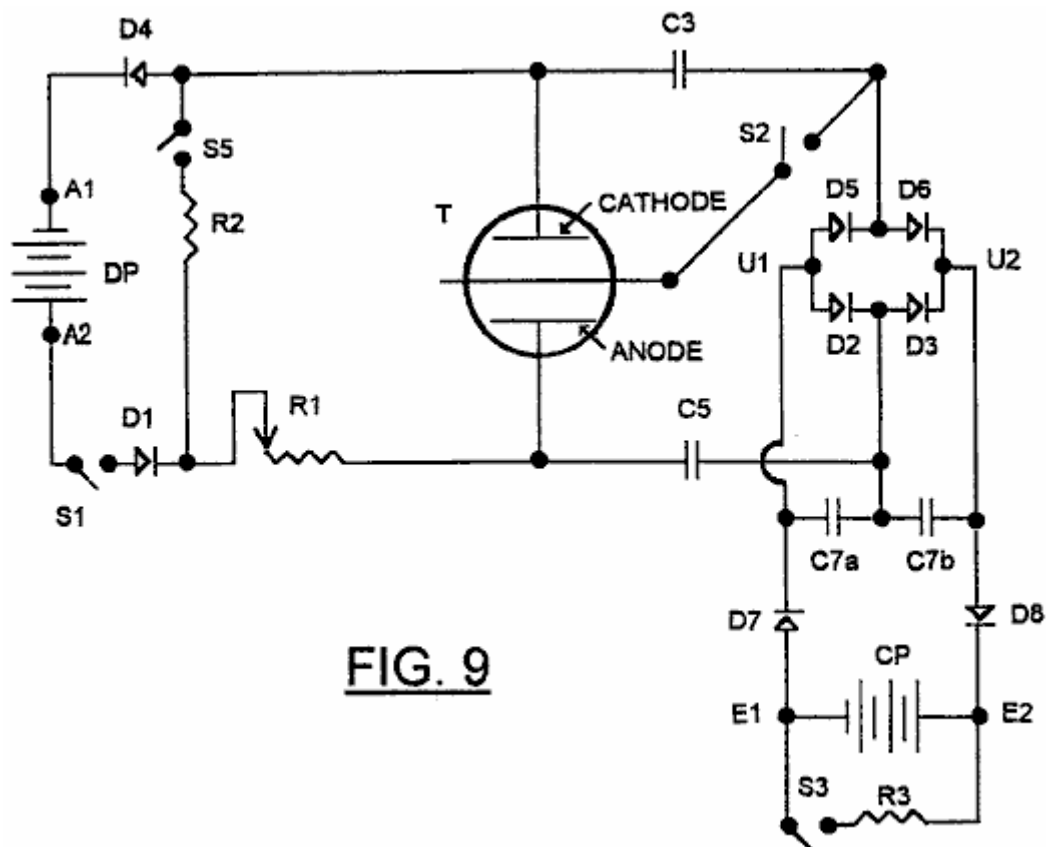 D4
C3
S2
S5
A1
T
CATHODE
D5
D6
R2
U1
U2
DP
A2
ANODE
D2
D3
D1
R1
C5
S1
C7a
C7b
D7
D8
FIG. 9
CP
E1
E2
S3
R3